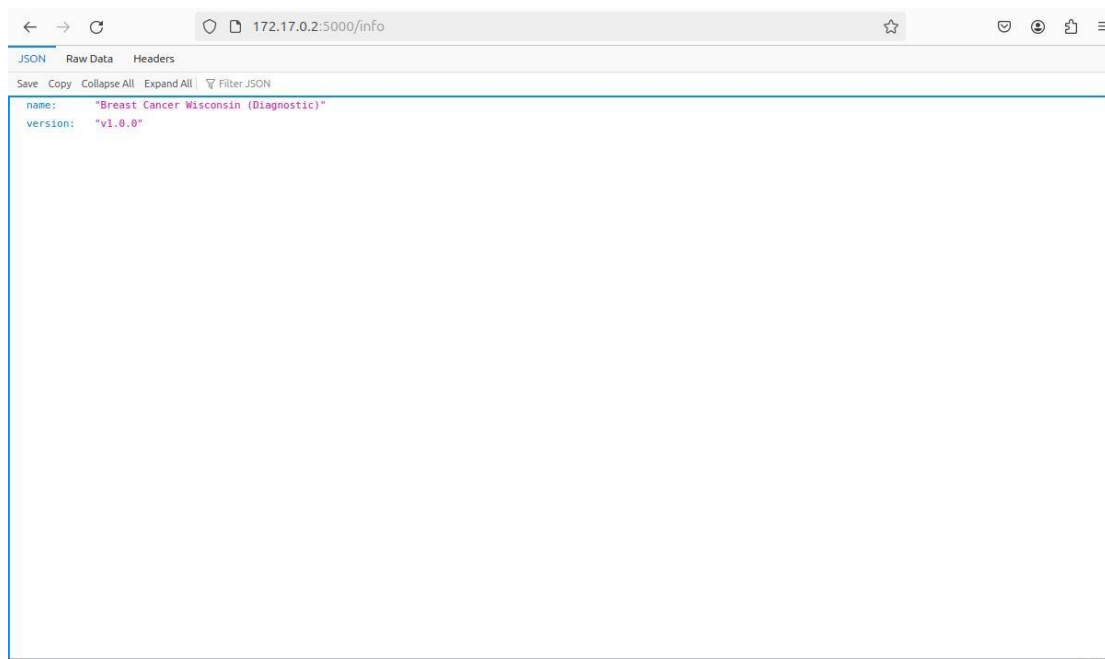 172.17.0.2:5000/info
JSON Raw Data Headers
Save Copy Collapse All Expand All Filter JSON
name: "Breast Cancer Wisconsin (Diagnostic)"
version: "v1.0.0"